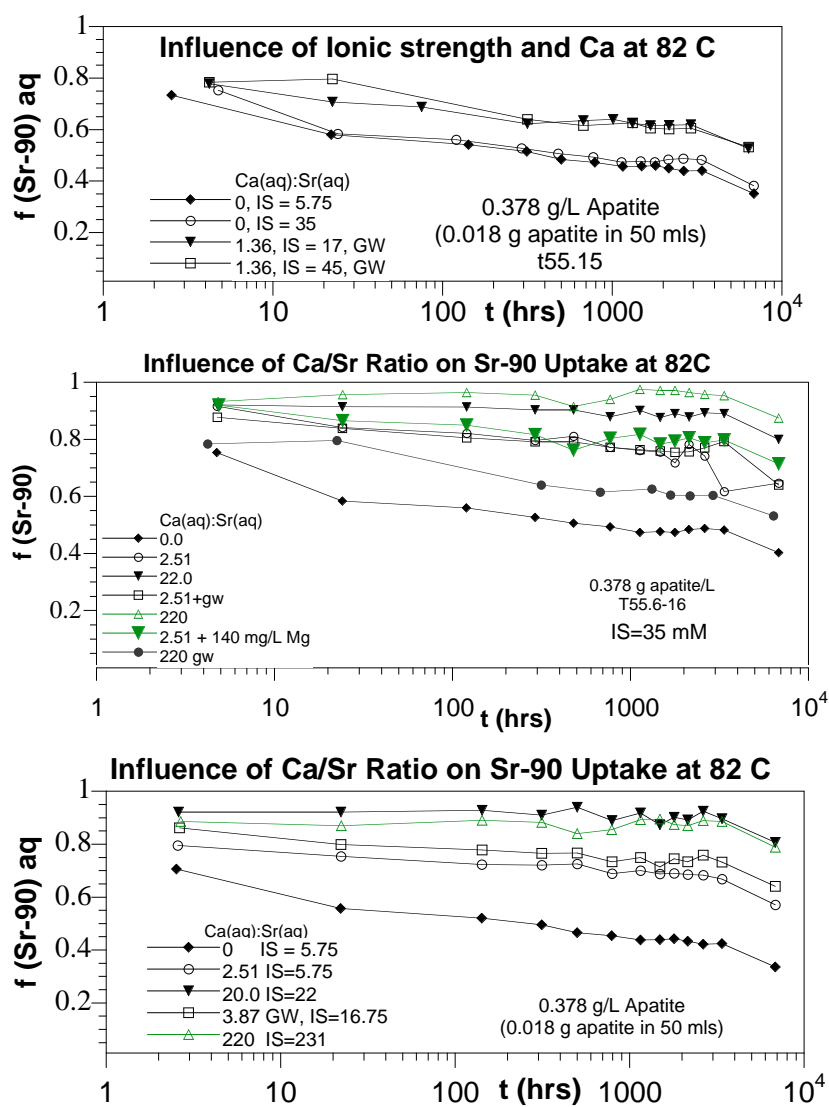 Influence of Ionic strength and Ca at 82 C
f (Sr-90) aq
1
0.8
0.6
0.4
0.2
Ca(aq):Sr(aq)
0, IS = 5.75
0, IS = 35
1.36, IS = 17, GW
1.36, IS = 45, GW
0.378 g/L Apatite
(0.018 g apatite in 50 mls)
t55.15
1 10 100 1000 10⁴
t (hrs)
Influence of Ca/Sr Ratio on Sr-90 Uptake at 82C
f (Sr-90)
1
0.8
0.6
0.4
0.2
Ca(aq):Sr(aq)
0.0
2.51
22.0
2.51+gw
220
2.51 + 140 mg/L Mg
220 gw
0.378 g apatite/L
T55.6-16
IS=35 mM
1 10 100 1000 10⁴
t (hrs)
Influence of Ca/Sr Ratio on Sr-90 Uptake at 82 C
f (Sr-90) aq
1
0.8
0.6
0.4
0.2
Ca(aq):Sr(aq)
0 IS = 5.75
2.51 IS=5.75
20.0 IS=22
3.87 GW, IS=16.75
220 IS=231
0.378 g/L Apatite
(0.018 g apatite in 50 mls)
1 10 100 1000 10⁴
t (hrs)